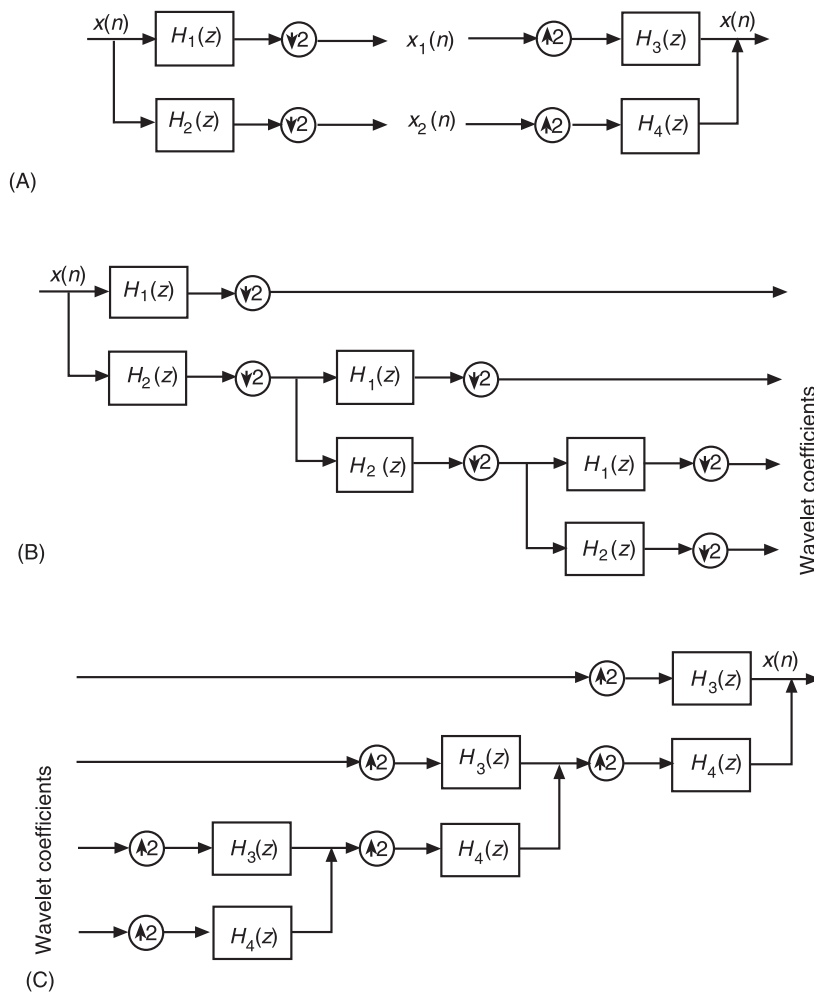 x(n) H₁(z) ↓2 x₁(n) ↑2 H₃(z) x(n)
H₂(z) ↓2 x₂(n) ↑2 H₄(z)
(A)
x(n) H₁(z) ↓2
H₂(z) ↓2 H₁(z) ↓2
H₂(z) ↓2 H₁(z) ↓2
H₂(z) ↓2
Wavelet coefficients
(B)
↑2 H₃(z) x(n)
↑2 H₃(z) ↑2 H₄(z)
↑2 H₃(z) ↑2 H₄(z)
↑2 H₄(z)
Wavelet coefficients
(C)